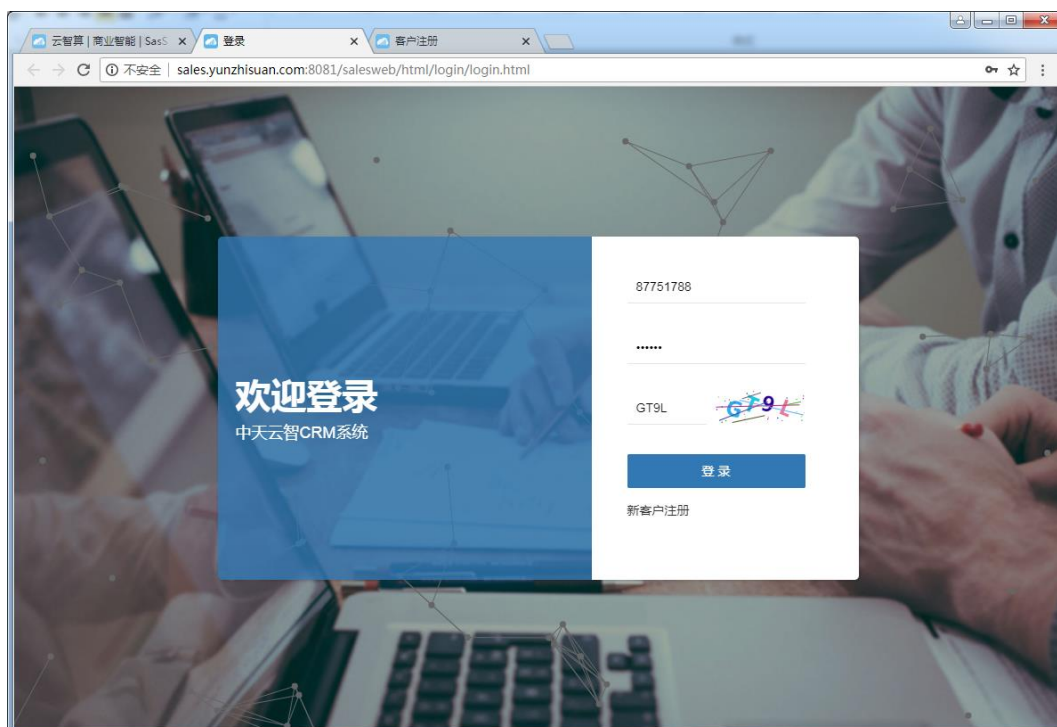 云智算 | 商业智能 | SasS
登录
客户注册
不安全 | sales.yunzhisuan.com:8081/salesweb/html/login/login.html
87751788
••••••
欢迎登录
中天云智CRM系统
GT9L
GT9L
登 录
新客户注册